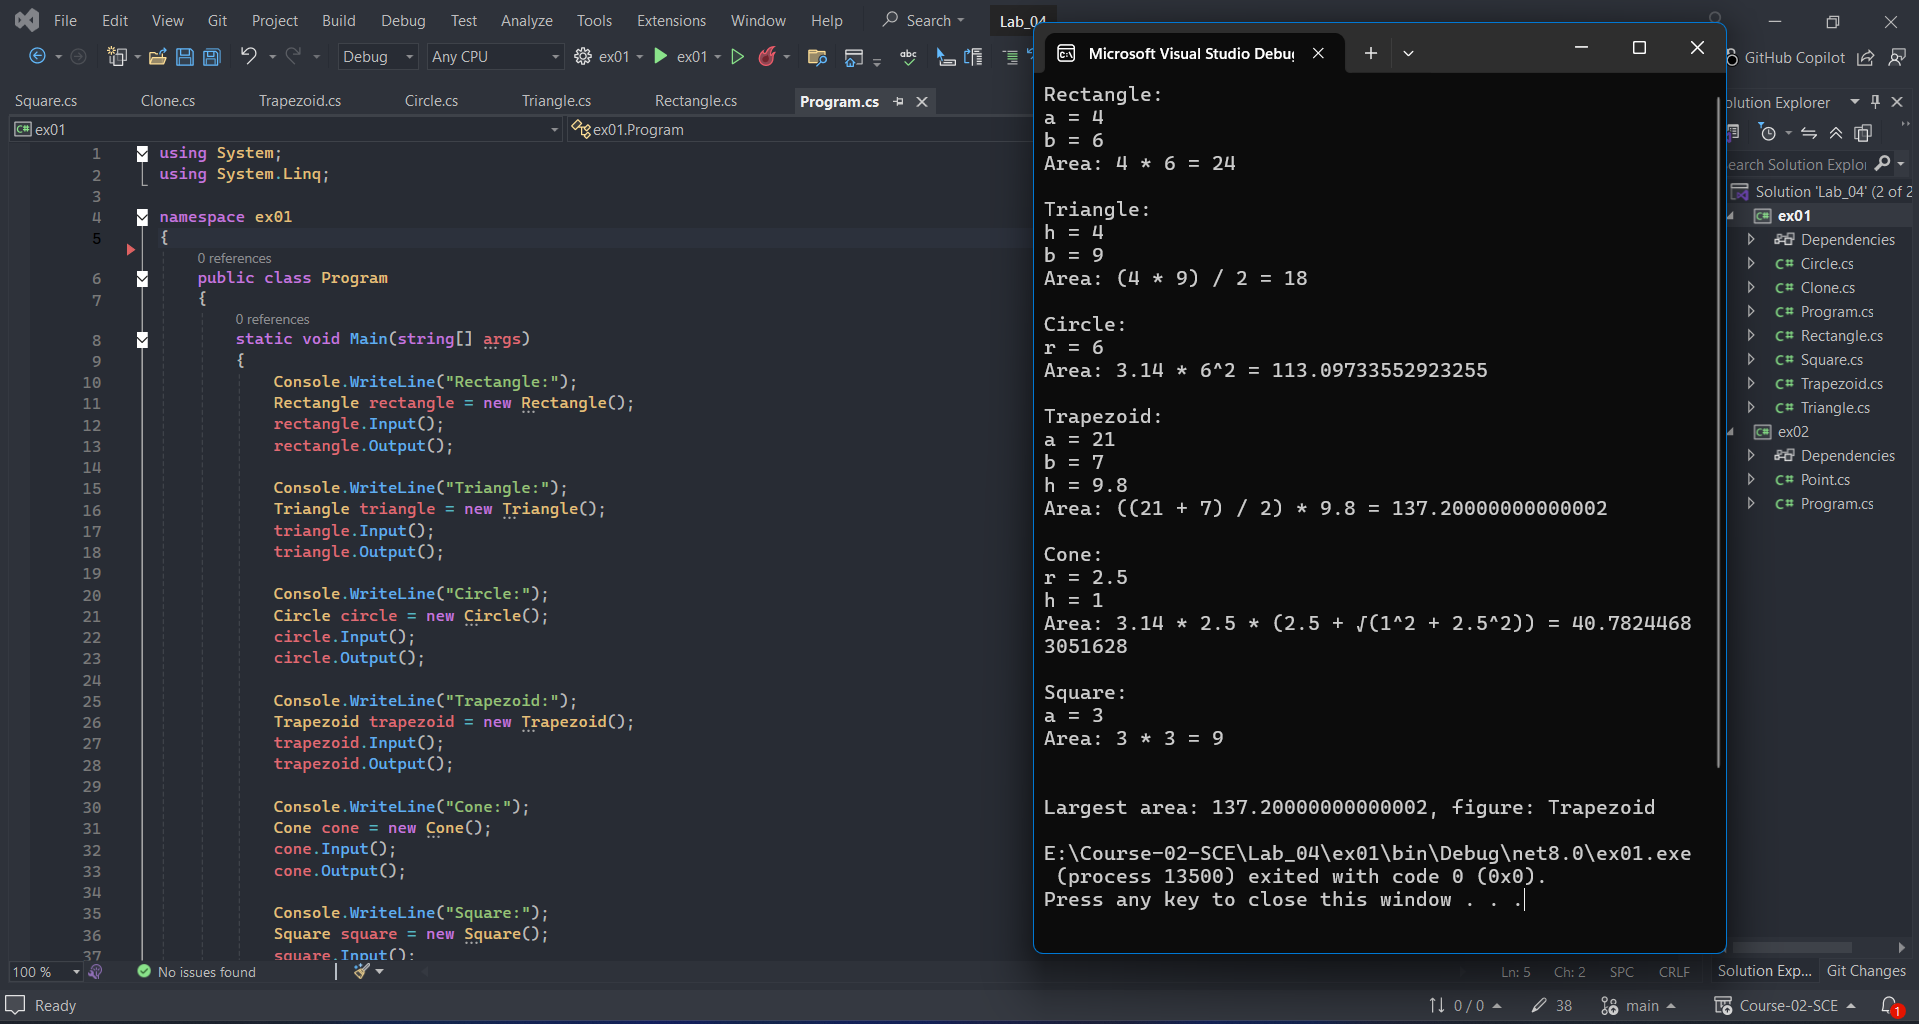 File Edit View Git Project Build Debug Test Analyze Tools Extensions Window Help Search Lab_04
Debug Any CPU ex01 ex01 GitHub Copilot
Square.cs Clone.cs Trapezoid.cs Circle.cs Triangle.cs Rectangle.cs Program.cs
C# ex01 ex01.Program
1 using System;
2 using System.Linq;
3
4 namespace ex01
5 {
0 references
6 public class Program
7 {
0 references
8 static void Main(string[] args)
9 {
10 Console.WriteLine("Rectangle:");
11 Rectangle rectangle = new Rectangle();
12 rectangle.Input();
13 rectangle.Output();
14
15 Console.WriteLine("Triangle:");
16 Triangle triangle = new Triangle();
17 triangle.Input();
18 triangle.Output();
19
20 Console.WriteLine("Circle:");
21 Circle circle = new Circle();
22 circle.Input();
23 circle.Output();
24
25 Console.WriteLine("Trapezoid:");
26 Trapezoid trapezoid = new Trapezoid();
27 trapezoid.Input();
28 trapezoid.Output();
29
30 Console.WriteLine("Cone:");
31 Cone cone = new Cone();
32 cone.Input();
33 cone.Output();
34
35 Console.WriteLine("Square:");
36 Square square = new Square();
37 square.Input();
100 % No issues found Ln: 5 Ch: 2 SPC CRLF
Microsoft Visual Studio Debu
Rectangle:
a = 4
b = 6
Area: 4 * 6 = 24
Triangle:
h = 4
b = 9
Area: (4 * 9) / 2 = 18
Circle:
r = 6
Area: 3.14 * 6^2 = 113.09733552923255
Trapezoid:
a = 21
b = 7
h = 9.8
Area: ((21 + 7) / 2) * 9.8 = 137.20000000000002
Cone:
r = 2.5
h = 1
Area: 3.14 * 2.5 * (2.5 + √(1^2 + 2.5^2)) = 40.7824468
3051628
Square:
a = 3
Area: 3 * 3 = 9
Largest area: 137.20000000000002, figure: Trapezoid
E:\Course-02-SCE\Lab_04\ex01\bin\Debug\net8.0\ex01.exe
(process 13500) exited with code 0 (0x0).
Press any key to close this window . . .
olution Explorer
earch Solution Explo
Solution 'Lab_04' (2 of 2
C# ex01
Dependencies
C# Circle.cs
C# Clone.cs
C# Program.cs
C# Rectangle.cs
C# Square.cs
C# Trapezoid.cs
C# Triangle.cs
C# ex02
Dependencies
C# Point.cs
C# Program.cs
Solution Exp... Git Changes
Ready 0 / 0 38 main Course-02-SCE 1